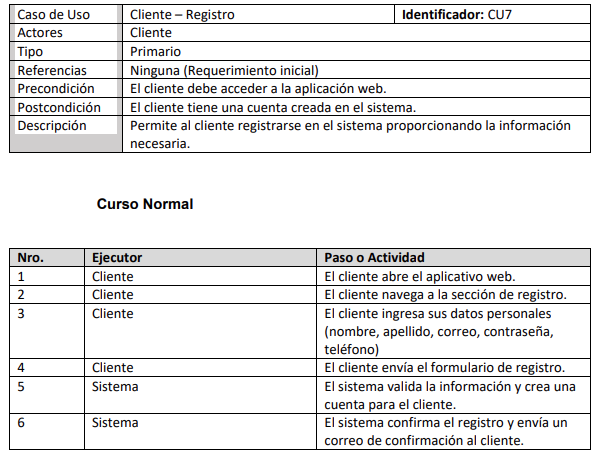 Caso de Uso Cliente – Registro Identificador: CU7
Actores Cliente
Tipo Primario
Referencias Ninguna (Requerimiento inicial)
Precondición El cliente debe acceder a la aplicación web.
Postcondición El cliente tiene una cuenta creada en el sistema.
Descripción Permite al cliente registrarse en el sistema proporcionando la información
necesaria.
Curso Normal
Nro. Ejecutor Paso o Actividad
1 Cliente El cliente abre el aplicativo web.
2 Cliente El cliente navega a la sección de registro.
3 Cliente El cliente ingresa sus datos personales
(nombre, apellido, correo, contraseña,
teléfono)
4 Cliente El cliente envía el formulario de registro.
5 Sistema El sistema valida la información y crea una
cuenta para el cliente.
6 Sistema El sistema confirma el registro y envía un
correo de confirmación al cliente.